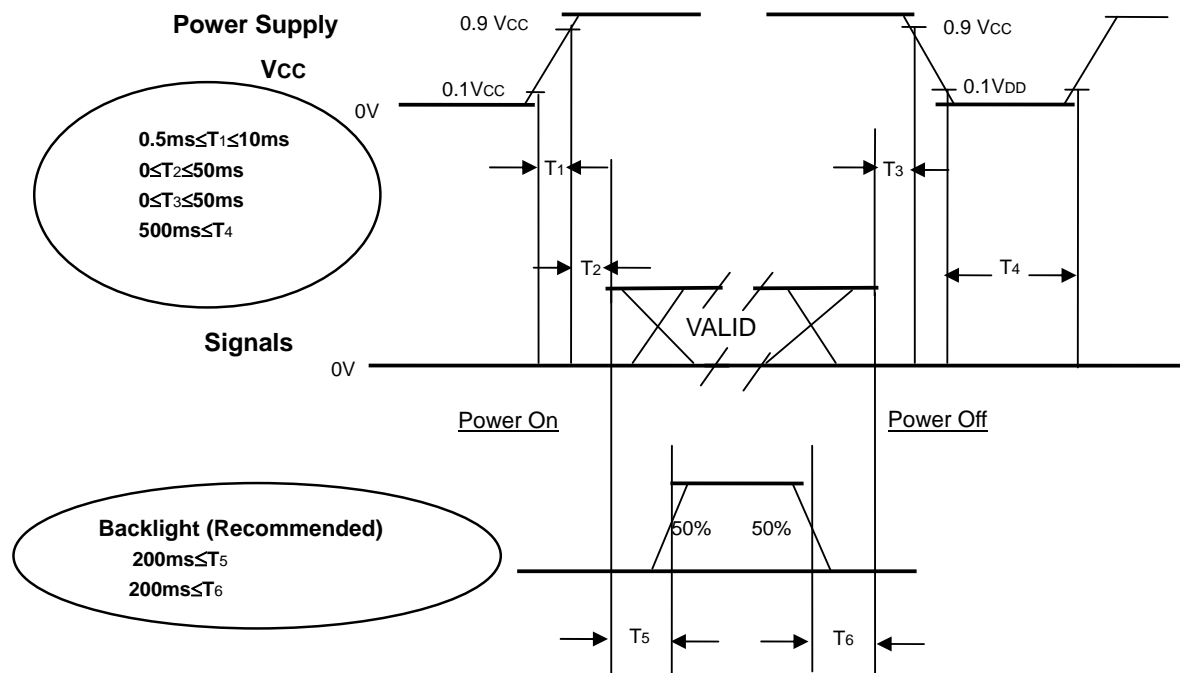 Power Supply
VCC
0.9 VCC
0.1VCC
0V
0.9 VCC
0.1VDD
0.5ms≤T1≤10ms
0≤T2≤50ms
0≤T3≤50ms
500ms≤T4
T1
T3
T2
T4
VALID
Signals
0V
Power On
Power Off
Backlight (Recommended)
200ms≤T5
200ms≤T6
50%
50%
T5
T6